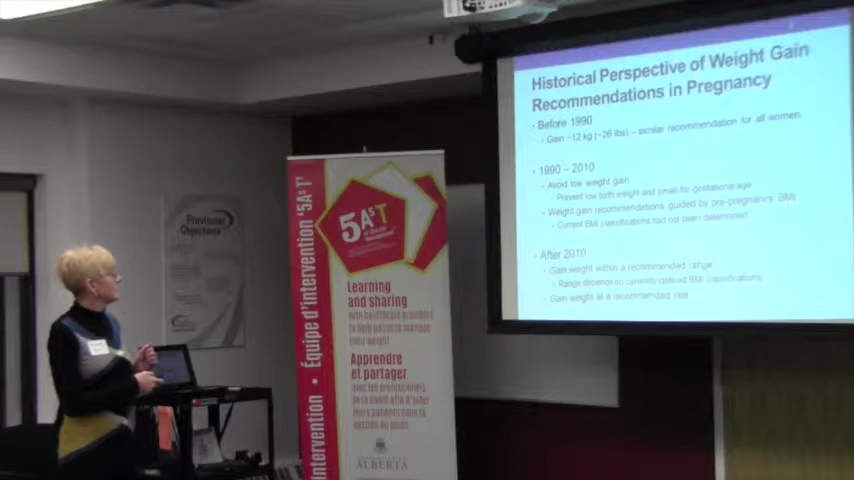 Historical Perspective of Weight Gain
Recommendations in Pregnancy
• Before 1990
Gain ~12 kg (~26 lbs) – similar recommendation for all women
• 1990 – 2010
Avoid low weight gain
Prevent low birth weight and small-for-gestational age
Weight gain recommendations guided by pre-pregnancy BMI
Current BMI classifications had not been determined
• After 2010
Gain weight within a recommended range
Range depends on currently defined BMI classifications
Gain weight at a recommended rate
Provincial
Objectives
5AsT
Learning
and sharing
with healthcare providers
to help patients manage
their weight
Apprendre
et partager
avec les professionnels
de la santé afin d'aider
leurs patients dans la
gestion du poids
ALBERTA
Intervention • Équipe d'intervention '5AsT'